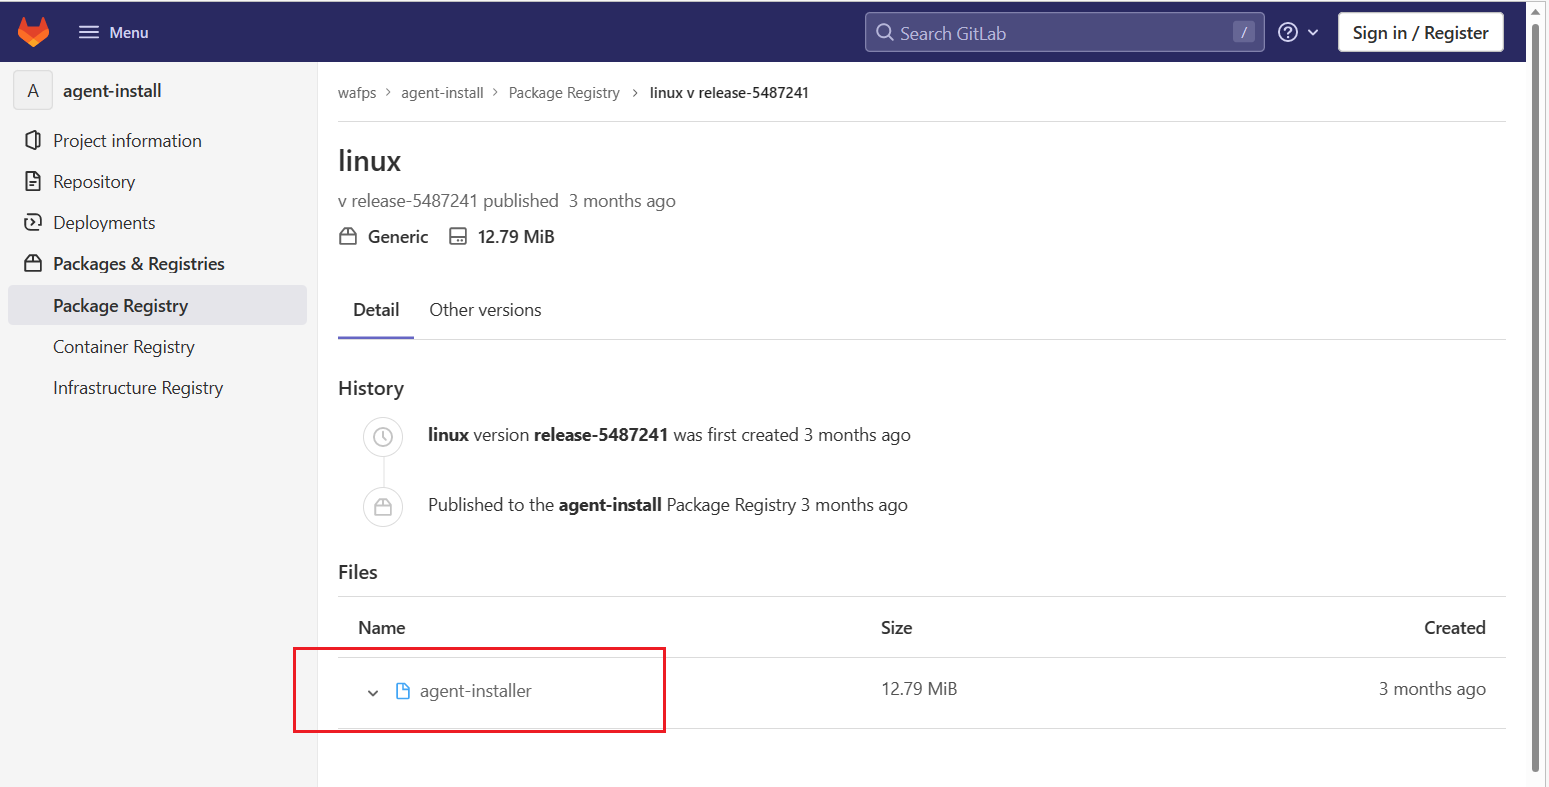 Menu
Search GitLab
/
Sign in / Register
A
agent-install
Project information
Repository
Deployments
Packages & Registries
Package Registry
Container Registry
Infrastructure Registry
wafps > agent-install > Package Registry > linux v release-5487241
linux
v release-5487241 published 3 months ago
Generic 12.79 MiB
Detail Other versions
History
linux version release-5487241 was first created 3 months ago
Published to the agent-install Package Registry 3 months ago
Files
Name Size Created
agent-installer 12.79 MiB 3 months ago